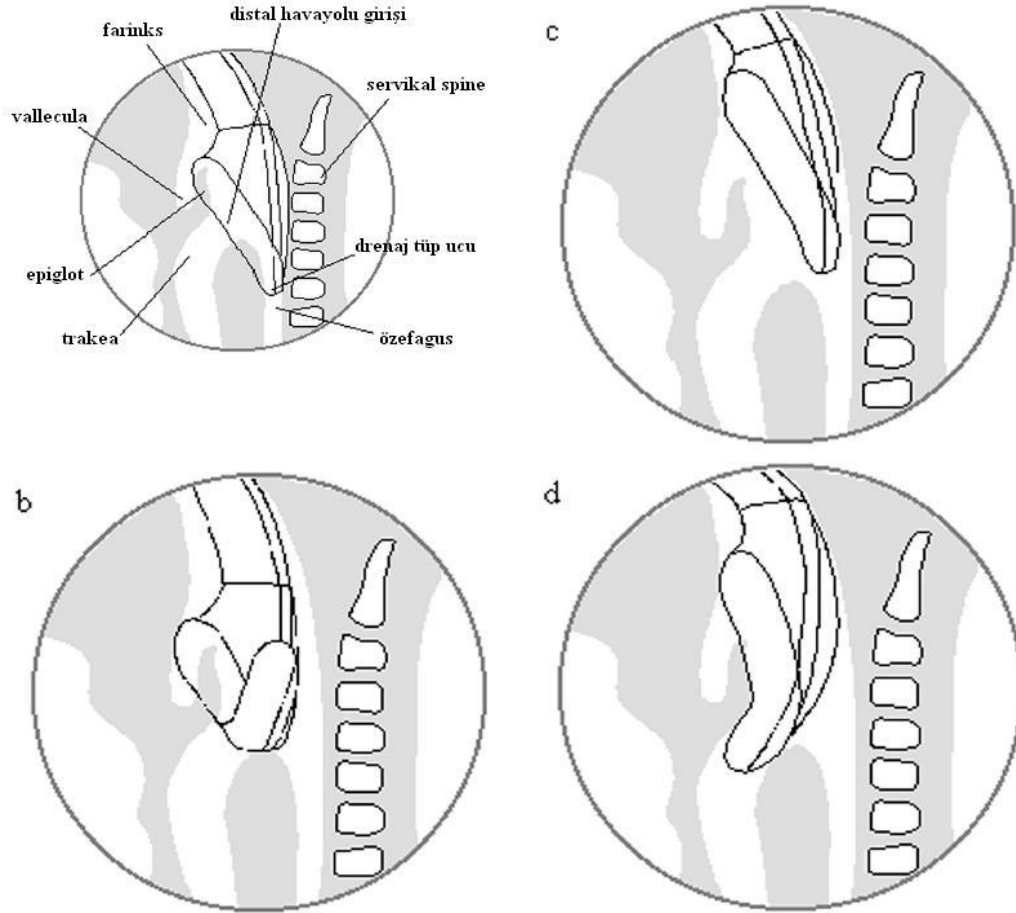 distal havayolu girişi
farinks
servikal spine
vallecula
drenaj tüp ucu
epiglot
trakea
özefagus
c
b
d